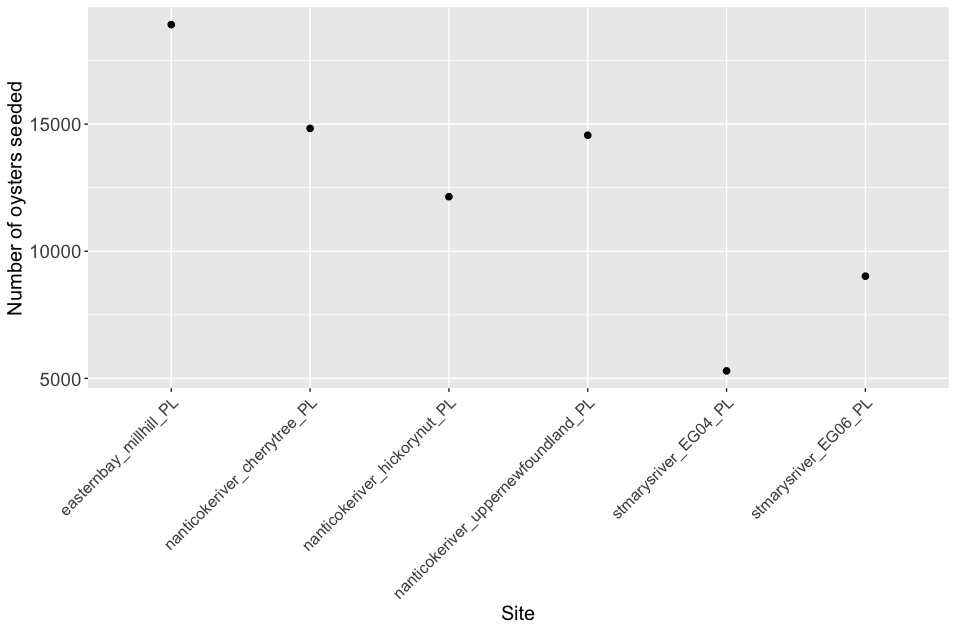 Number of oysters seeded
15000
10000
5000
easternbay_millhill_PL
nanticokeriver_cherrytree_PL
nanticokeriver_hickorynut_PL
nanticokeriver_uppernewfoundland_PL
stmarysriver_EG04_PL
stmarysriver_EG06_PL
Site